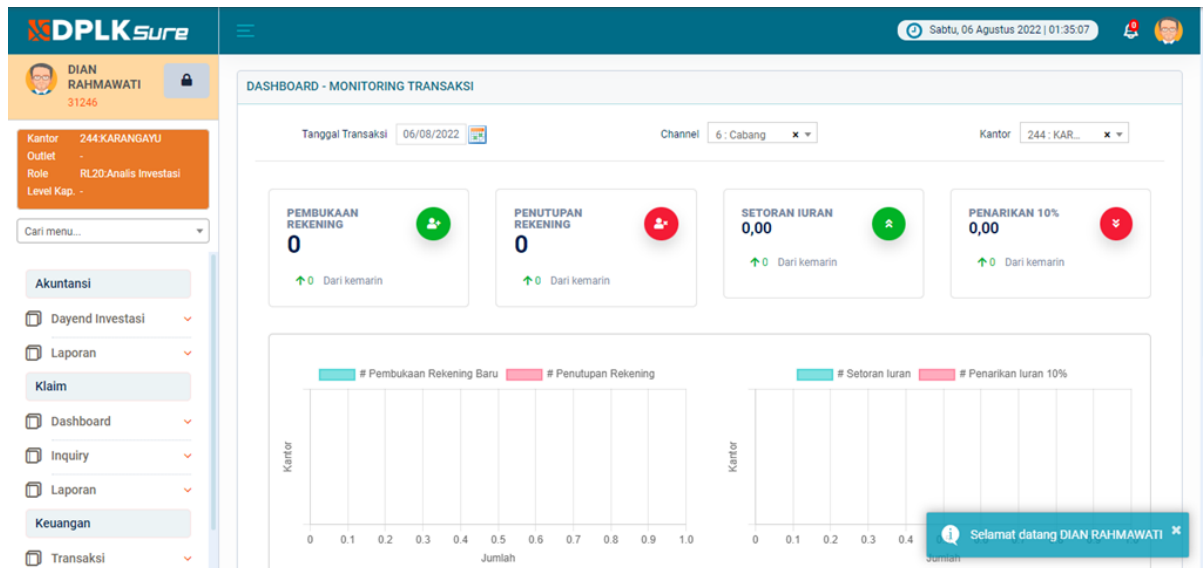 DPLKSure
Sabtu, 06 Agustus 2022 | 01:35:07
DIAN
RAHMAWATI
31246
Kantor 244:KARANGAYU
Outlet -
Role RL20:Analis Investasi
Level Kap. -
Cari menu...
Akuntansi
Dayend Investasi
Laporan
Klaim
Dashboard
Inquiry
Laporan
Keuangan
Transaksi
DASHBOARD - MONITORING TRANSAKSI
Tanggal Transaksi 06/08/2022 Channel 6 : Cabang x Kantor 244 : KAR... x
PEMBUKAAN
REKENING
0
0 Dari kemarin
PENUTUPAN
REKENING
0
0 Dari kemarin
SETORAN IURAN
0,00
0 Dari kemarin
PENARIKAN 10%
0,00
0 Dari kemarin
# Pembukaan Rekening Baru # Penutupan Rekening
Kantor
0 0.1 0.2 0.3 0.4 0.5 0.6 0.7 0.8 0.9 1.0
Jumlah
# Setoran Iuran # Penarikan Iuran 10%
Kantor
0 0.1 0.2 0.3 0.4 1.0
Jumlah
Selamat datang DIAN RAHMAWATI ×